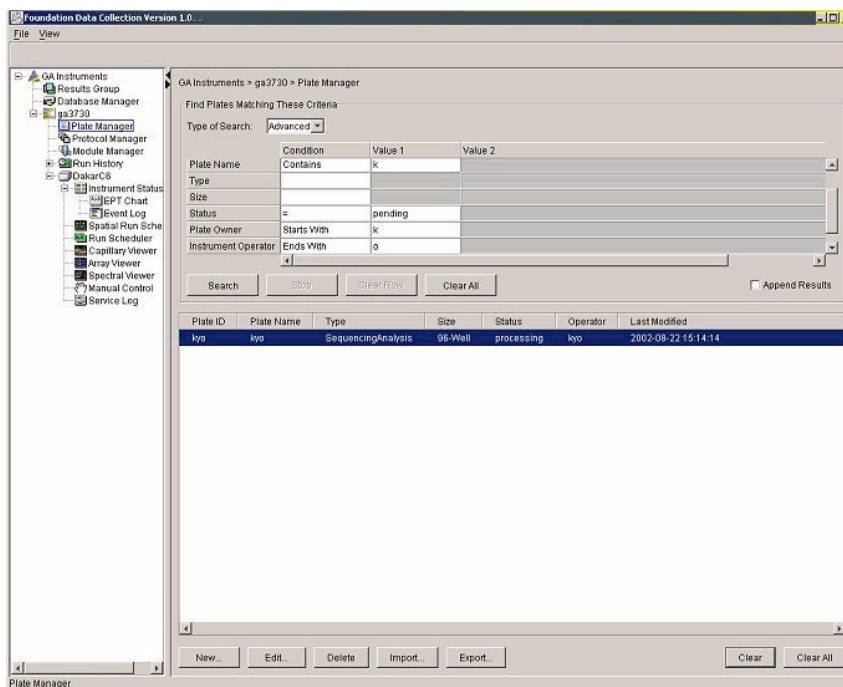 Foundation Data Collection Version 1.0...
File View
GA Instruments
Results Group
Database Manager
ga3730
Plate Manager
Protocol Manager
Module Manager
Run History
DakarC6
Instrument Status
EPT Chart
Event Log
Spatial Run Sche
Run Scheduler
Capillary Viewer
Array Viewer
Spectral Viewer
Manual Control
Service Log
GA Instruments > ga3730 > Plate Manager
Find Plates Matching These Criteria
Type of Search: Advanced
Condition Value 1 Value 2
Plate Name Contains k
Type
Size
Status = pending
Plate Owner Starts With k
Instrument Operator Ends With o
Search Stop Clear Row Clear All Append Results
Plate ID Plate Name Type Size Status Operator Last Modified
kyo kyo SequencingAnalysis 96-Well processing kyo 2002-08-22 15:14:14
New... Edit... Delete Import... Export... Clear Clear All
Plate Manager